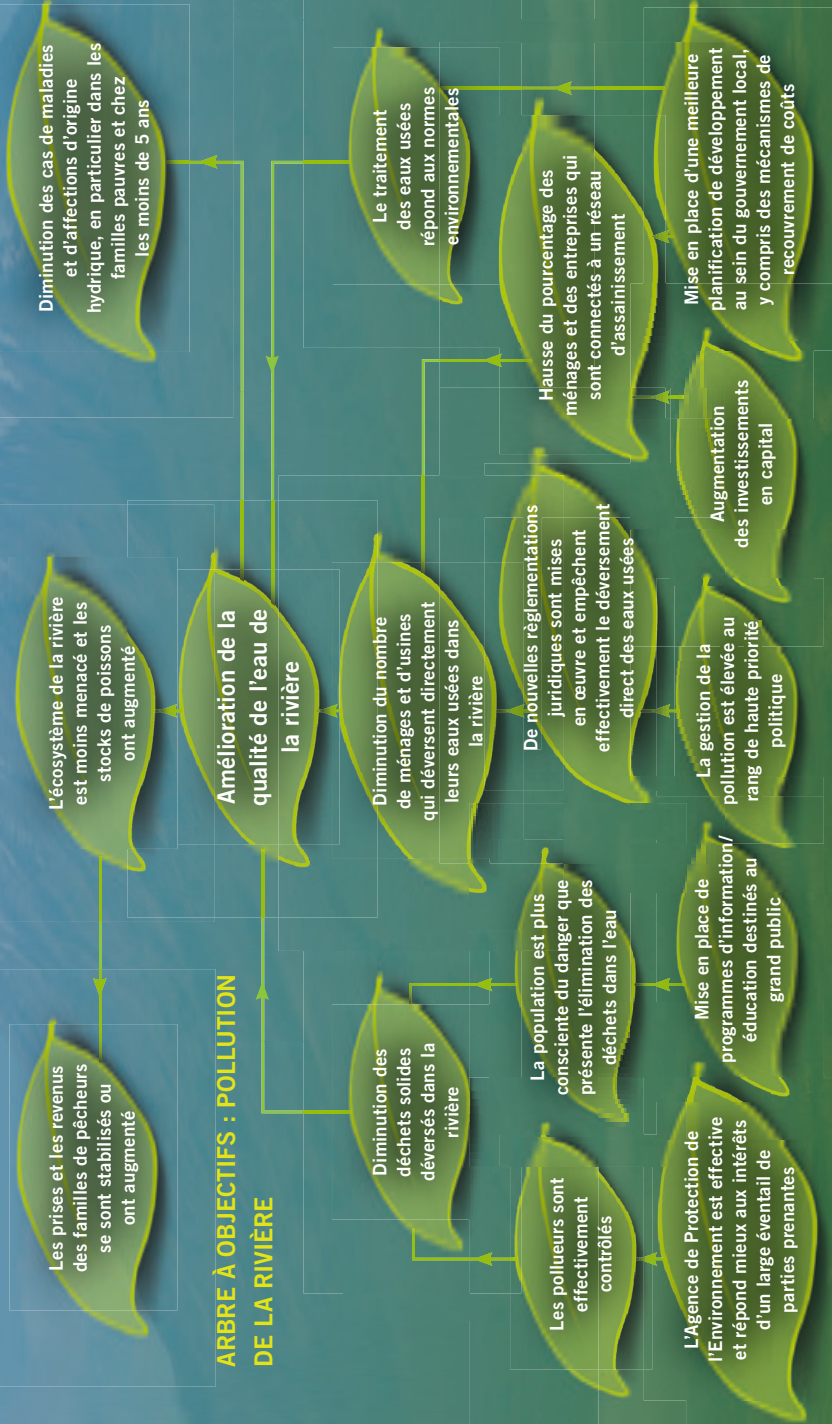 Les prises et les revenus
des familles de pêcheurs
se sont stabilisés ou
ont augmenté
L'écosystème de la rivière
est moins menacé et les
stocks de poissons
ont augmenté
Diminution des cas de maladies
et d'affections d'origine
hydrique, en particulier dans les
familles pauvres et chez
les moins de 5 ans
ARBRE À OBJECTIFS : POLLUTION
DE LA RIVIÈRE
Amélioration de la
qualité de l'eau de
la rivière
Diminution des
déchets solides
déversés dans la
rivière
Diminution du nombre
de ménages et d'usines
qui déversent directement
leurs eaux usées dans
la rivière
Le traitement
des eaux usées
répond aux normes
environnementales
Les pollueurs sont
effectivement
contrôlés
La population est plus
consciente du danger que
présente l'élimination des
déchets dans l'eau
De nouvelles règlementations
juridiques sont mises
en œuvre et empêchent
effectivement le déversement
direct des eaux usées
Hausse du pourcentage des
ménages et des entreprises qui
sont connectés à un réseau
d'assainissement
L'Agence de Protection de
l'Environnement est effective
et répond mieux aux intérêts
d'un large éventail de
parties prenantes
Mise en place de
programmes d'information/
éducation destinés au
grand public
La gestion de la
pollution est élevée au
rang de haute priorité
politique
Augmentation
des investissements
en capital
Mise en place d'une meilleure
planification de développement
au sein du gouvernement local,
y compris des mécanismes de
recouvrement de coûts